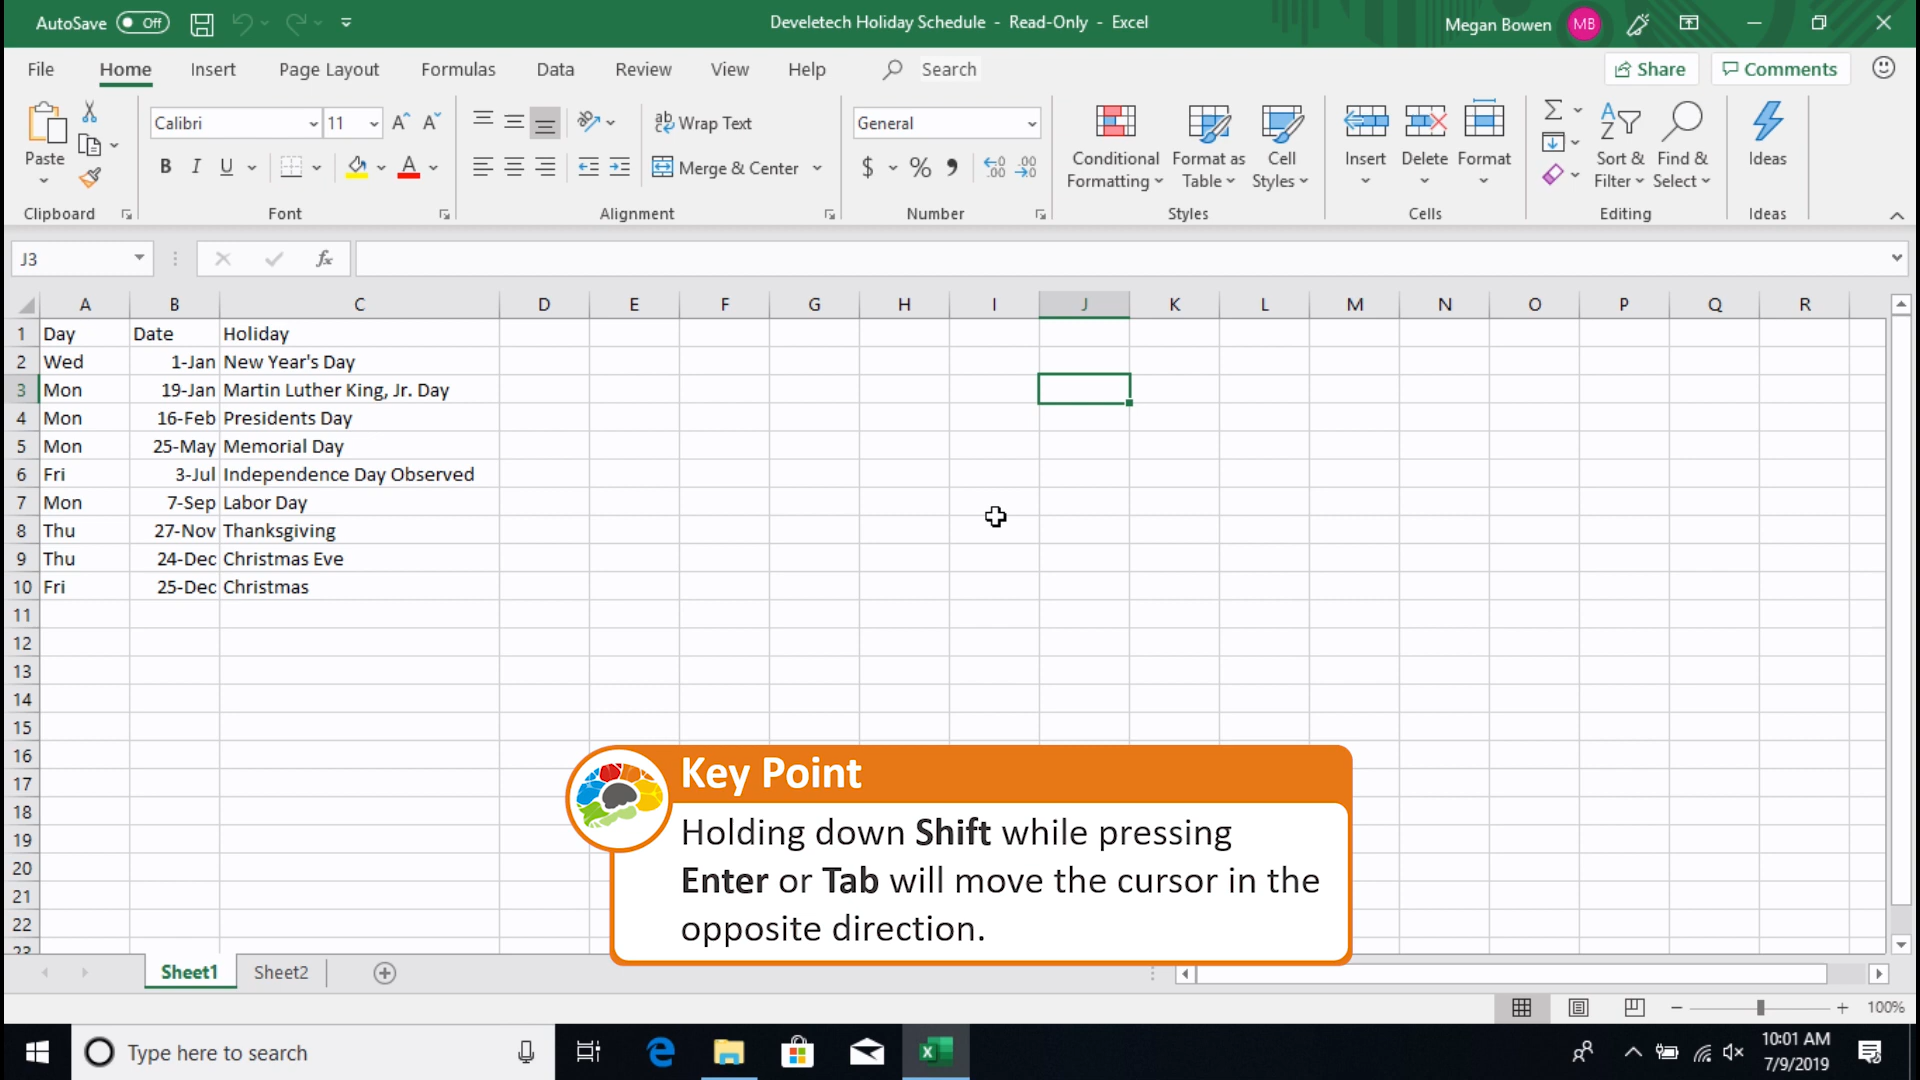 AutoSave Off
Develetech Holiday Schedule - Read-Only - Excel
Megan Bowen MB
File Home Insert Page Layout Formulas Data Review View Help Search
Share Comments
Calibri 11
Wrap Text
General
Paste
B I U A
Merge & Center
$ % 9
Conditional Formatting
Format as Table
Cell Styles
Insert
Delete
Format
Sort & Filter
Find & Select
Ideas
Clipboard Font Alignment Number Styles Cells Editing Ideas
J3
fx
A B C D E F G H I J K L M N O P Q R
1 Day Date Holiday
2 Wed 1-Jan New Year's Day
3 Mon 19-Jan Martin Luther King, Jr. Day
4 Mon 16-Feb Presidents Day
5 Mon 25-May Memorial Day
6 Fri 3-Jul Independence Day Observed
7 Mon 7-Sep Labor Day
8 Thu 27-Nov Thanksgiving
9 Thu 24-Dec Christmas Eve
10 Fri 25-Dec Christmas
11
12
13
14
15
16
17
18
19
20
21
22
23
Key Point
Holding down Shift while pressing
Enter or Tab will move the cursor in the
opposite direction.
Sheet1 Sheet2
100%
Type here to search
10:01 AM
7/9/2019